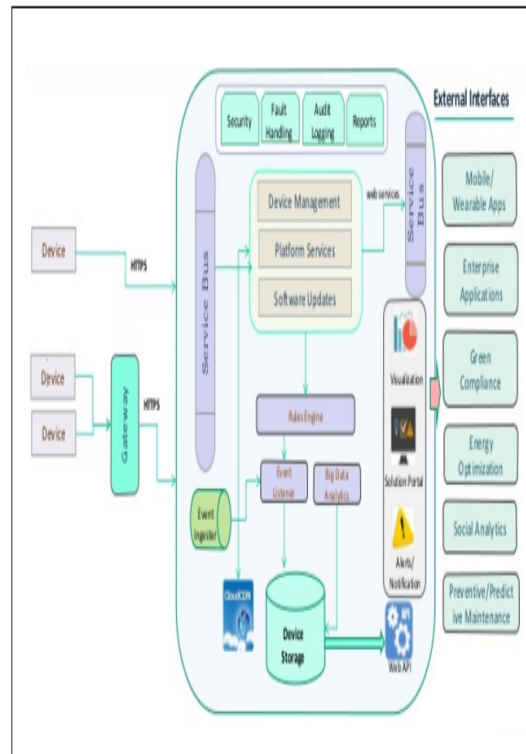 External Interfaces
Security
Fault
Handling
Audit
Logging
Reports
Service Bus
Device Management
Platform Services
Software Updates
web services
Service
Bus
Mobile/
Wearable Apps
Device
HTTPS
Enterprise
Applications
Visualization
Green
Compliance
Device
Device
Gateway
HTTPS
Rules Engine
Solution Portal
Energy
Optimization
Event
Listener
Big Data
Analytics
Event
Ingester
Alerts/
Notification
Social Analytics
CloudCDN
Device
Storage
API
Web API
Preventive/Predict
ive Maintenance